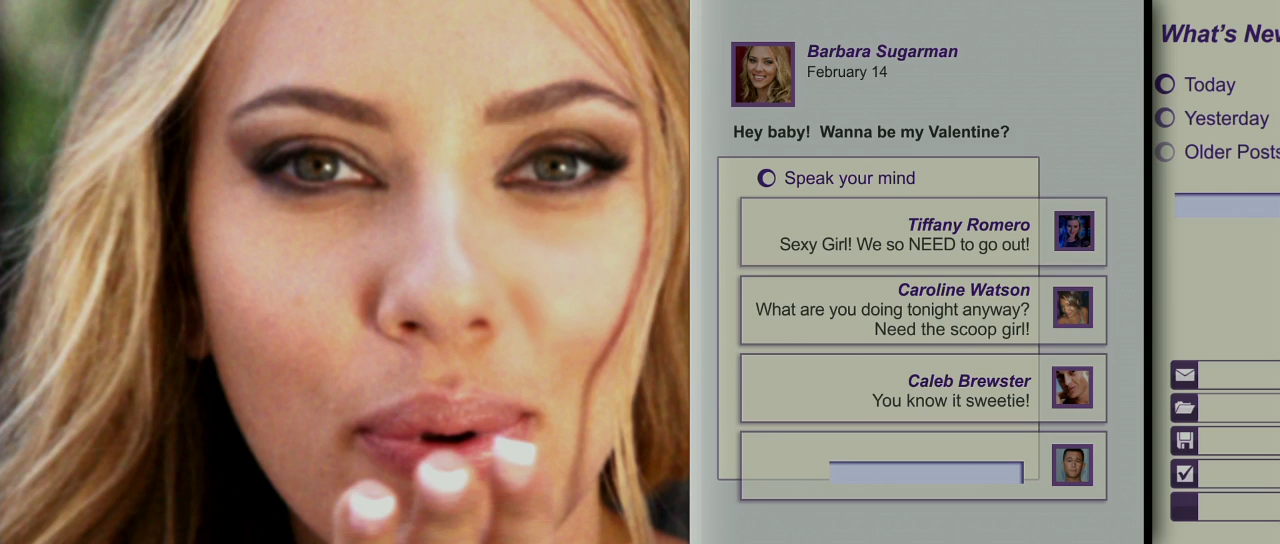 Barbara Sugarman
February 14
Hey baby!  Wanna be my Valentine?
Speak your mind
Tiffany Romero
Sexy Girl! We so NEED to go out!
Caroline Watson
What are you doing tonight anyway?
Need the scoop girl!
Caleb Brewster
You know it sweetie!
What's New
Today
Yesterday
Older Posts